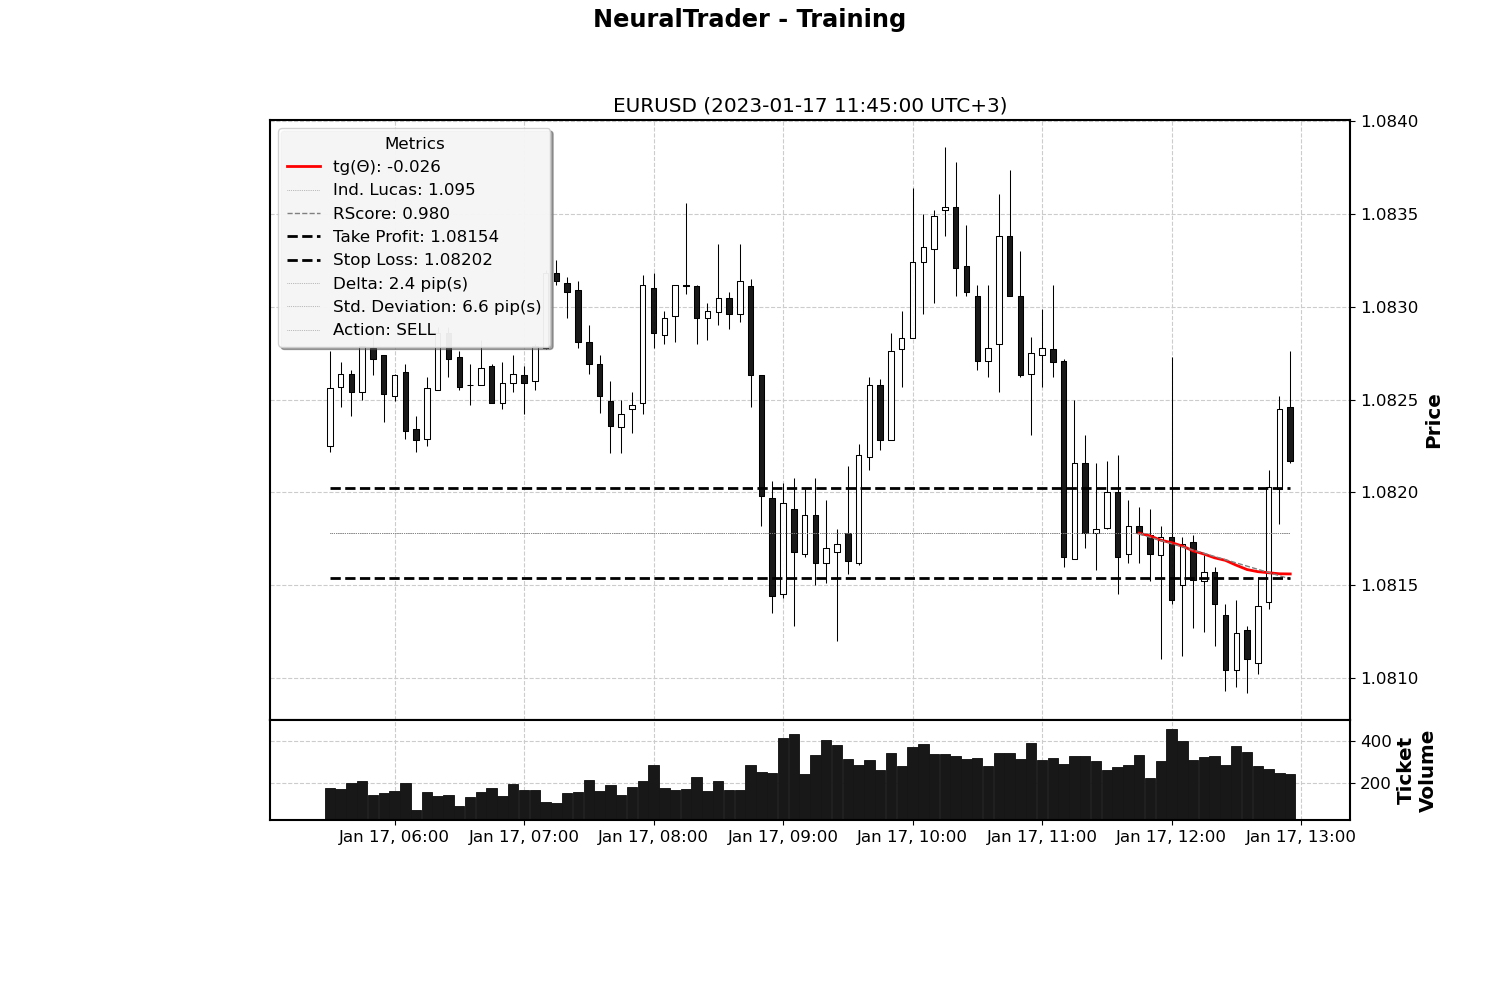 NeuralTrader - Training
EURUSD (2023-01-17 11:45:00 UTC+3)
Metrics
tg(Θ): -0.026
Ind. Lucas: 1.095
RScore: 0.980
Take Profit: 1.08154
Stop Loss: 1.08202
Delta: 2.4 pip(s)
Std. Deviation: 6.6 pip(s)
Action: SELL
1.0840
1.0835
1.0830
1.0825
1.0820
1.0815
1.0810
Price
400
200
Ticket
Volume
Jan 17, 06:00
Jan 17, 07:00
Jan 17, 08:00
Jan 17, 09:00
Jan 17, 10:00
Jan 17, 11:00
Jan 17, 12:00
Jan 17, 13:00